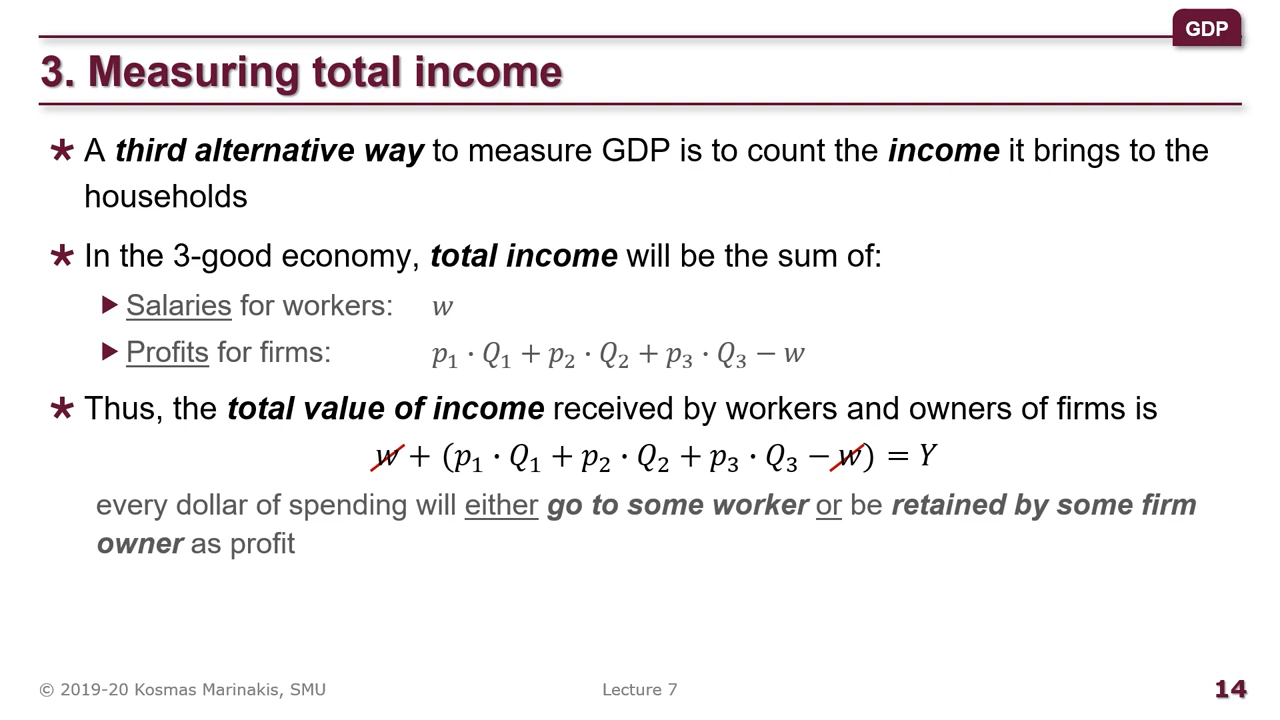 GDP
3. Measuring total income
* A third alternative way to measure GDP is to count the income it brings to the
households
* In the 3-good economy, total income will be the sum of:
▶ Salaries for workers: w
▶ Profits for firms: p₁ · Q₁ + p₂ · Q₂ + p₃ · Q₃ − w
* Thus, the total value of income received by workers and owners of firms is
w + (p₁ · Q₁ + p₂ · Q₂ + p₃ · Q₃ − w) = Y
every dollar of spending will either go to some worker or be retained by some firm
owner as profit
© 2019-20 Kosmas Marinakis, SMU
Lecture 7
14